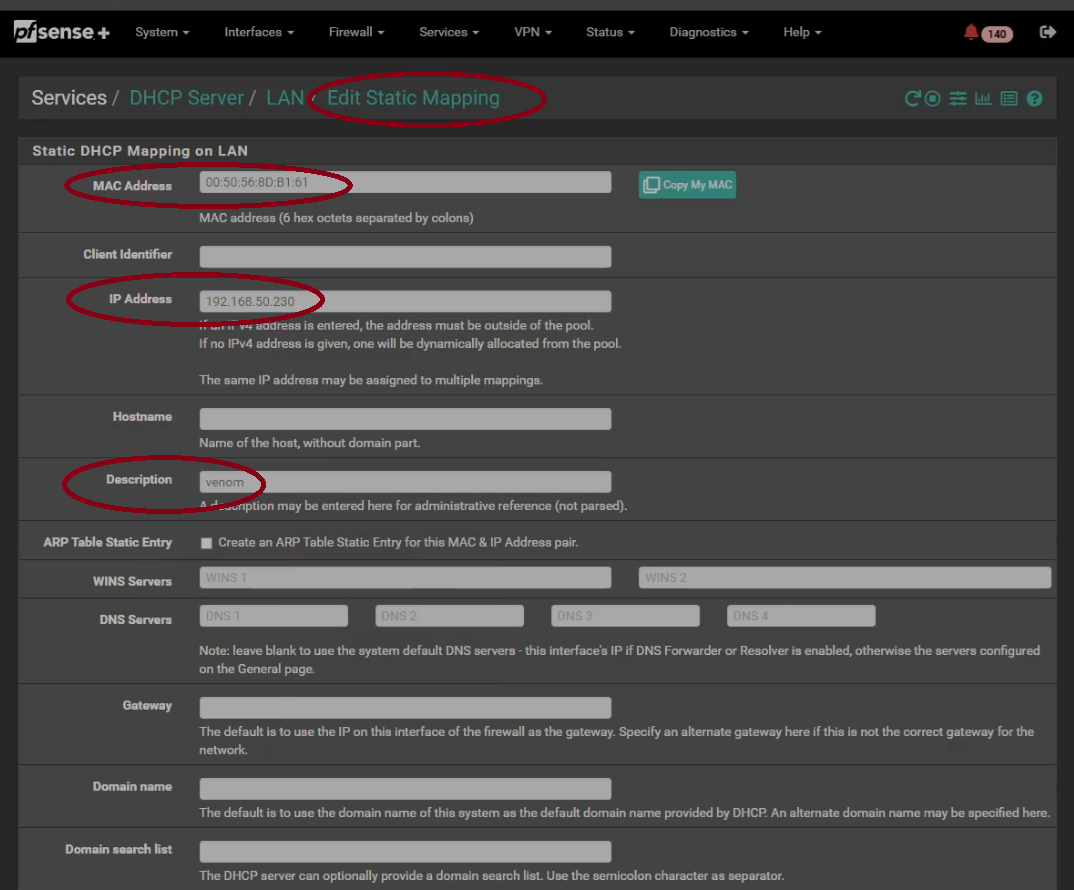 pfsense + System Interfaces Firewall Services VPN Status Diagnostics Help 140
Services / DHCP Server / LAN / Edit Static Mapping
Static DHCP Mapping on LAN
MAC Address 00:50:56:8D:B1:61 Copy My MAC
MAC address (6 hex octets separated by colons)
Client Identifier
IP Address 192.168.50.230
If an IPv4 address is entered, the address must be outside of the pool.
If no IPv4 address is given, one will be dynamically allocated from the pool.
The same IP address may be assigned to multiple mappings.
Hostname
Name of the host, without domain part.
Description venom
A description may be entered here for administrative reference (not parsed).
ARP Table Static Entry Create an ARP Table Static Entry for this MAC & IP Address pair.
WINS Servers WINS 1 WINS 2
DNS Servers DNS 1 DNS 2 DNS 3 DNS 4
Note: leave blank to use the system default DNS servers - this interface's IP if DNS Forwarder or Resolver is enabled, otherwise the servers configured
on the General page.
Gateway
The default is to use the IP on this interface of the firewall as the gateway. Specify an alternate gateway here if this is not the correct gateway for the
network.
Domain name
The default is to use the domain name of this system as the default domain name provided by DHCP. An alternate domain name may be specified here.
Domain search list
The DHCP server can optionally provide a domain search list. Use the semicolon character as separator.